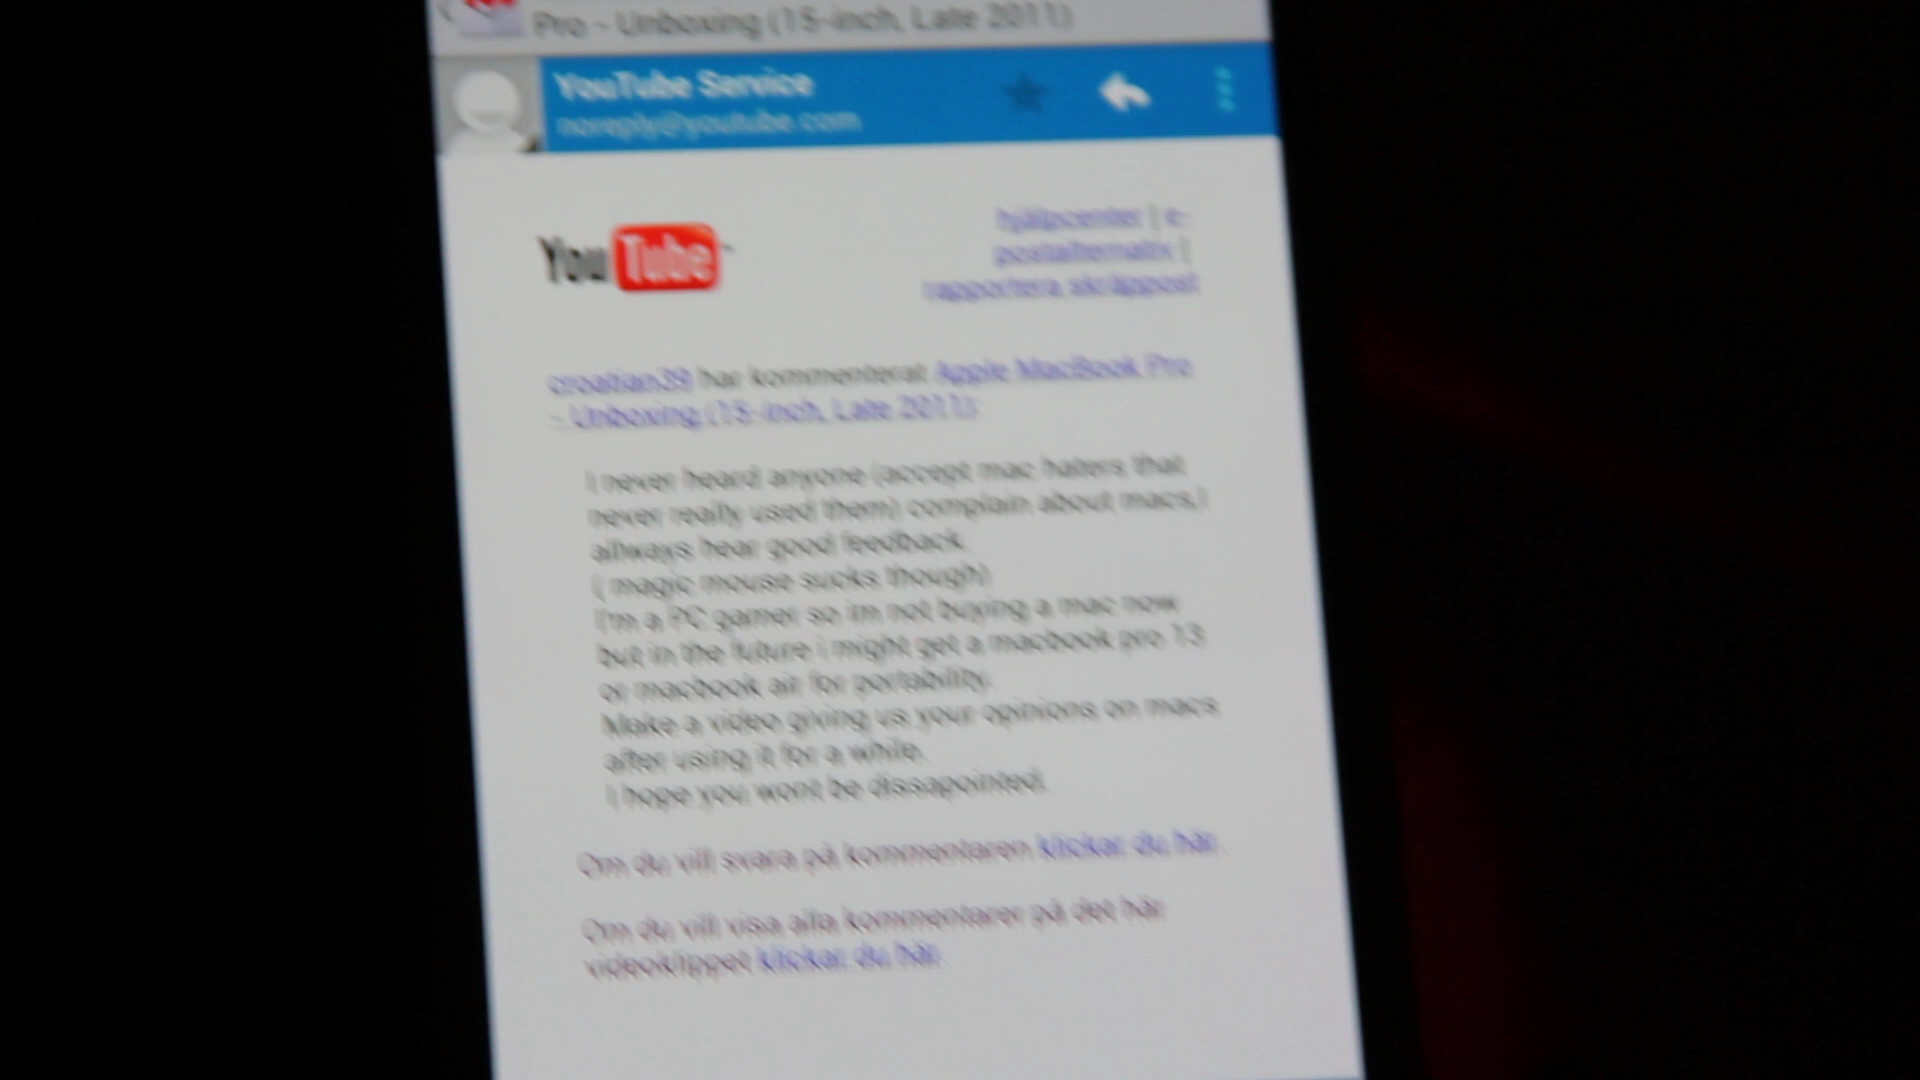 Pro - Unboxing (15-inch, Late 2011)
YouTube Service
noreply@youtube.com
YouTube
hjälpcenter | e-
postalternativ |
rapportera skräppost
croatian39 har kommenterat Apple MacBook Pro
- Unboxing (15-inch, Late 2011):
I never heard anyone (accept mac haters that
never really used them) complain about macs,I
allways hear good feedback.
( magic mouse sucks though)
I'm a PC gamer so im not buying a mac now
but in the future i might get a macbook pro 13
or macbook air for portability.
Make a video giving us your opinions on macs
after using it for a while.
I hope you wont be dissapointed.
Om du vill svara på kommentaren klickar du här.
Om du vill visa alla kommentarer på det här
videoklippet klickar du här.